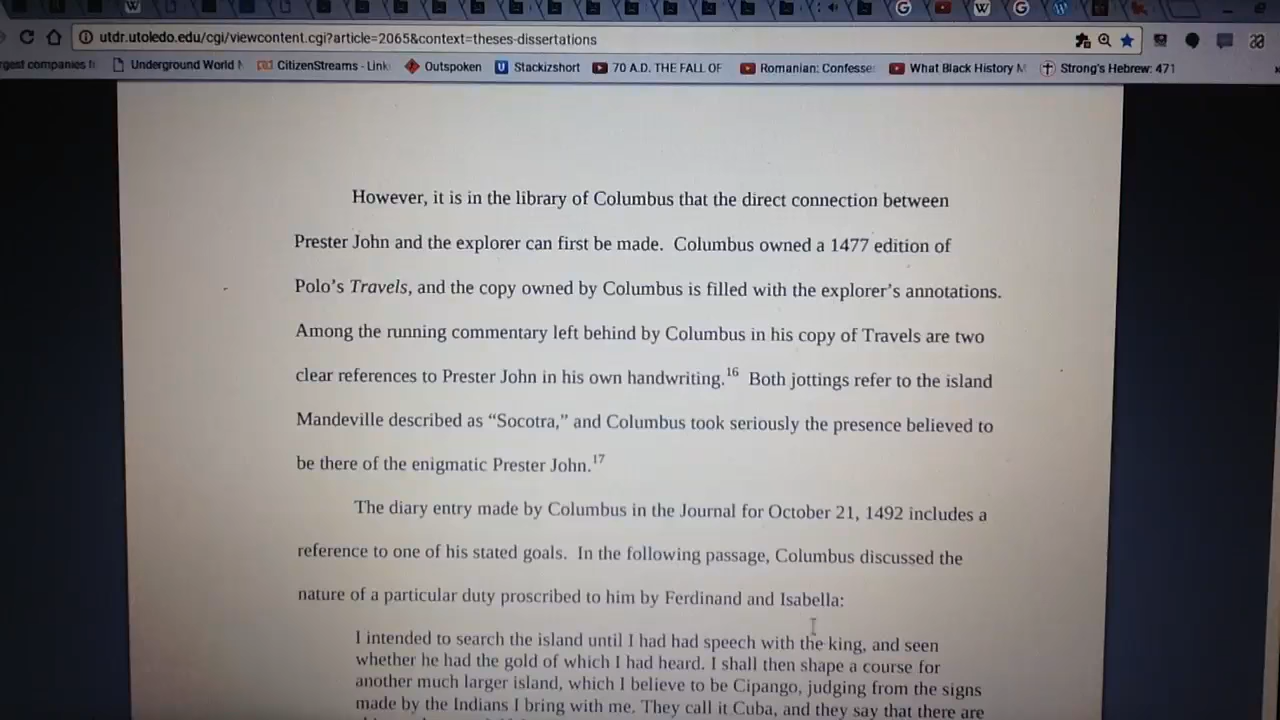 utdr.utoledo.edu/cgi/viewcontent.cgi?article=2065&context=theses-dissertations
rgest companies Underground World CitizenStreams - Link Outspoken Stackizshort 70 A.D. THE FALL OF Romanian: Confesse What Black History M Strong's Hebrew: 471
However, it is in the library of Columbus that the direct connection between
Prester John and the explorer can first be made. Columbus owned a 1477 edition of
Polo's Travels, and the copy owned by Columbus is filled with the explorer's annotations.
Among the running commentary left behind by Columbus in his copy of Travels are two
clear references to Prester John in his own handwriting.16 Both jottings refer to the island
Mandeville described as “Socotra,” and Columbus took seriously the presence believed to
be there of the enigmatic Prester John.17
The diary entry made by Columbus in the Journal for October 21, 1492 includes a
reference to one of his stated goals. In the following passage, Columbus discussed the
nature of a particular duty proscribed to him by Ferdinand and Isabella:
I intended to search the island until I had had speech with the king, and seen
whether he had the gold of which I had heard. I shall then shape a course for
another much larger island, which I believe to be Cipango, judging from the signs
made by the Indians I bring with me. They call it Cuba, and they say that there are